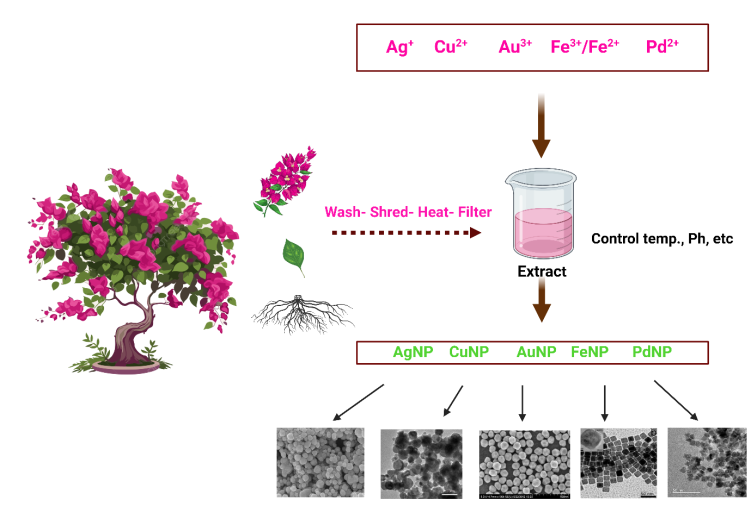 Ag⁺ Cu²⁺ Au³⁺ Fe³⁺/Fe²⁺ Pd²⁺
Wash- Shred- Heat- Filter
Control temp., Ph, etc
Extract
AgNP CuNP AuNP FeNP PdNP